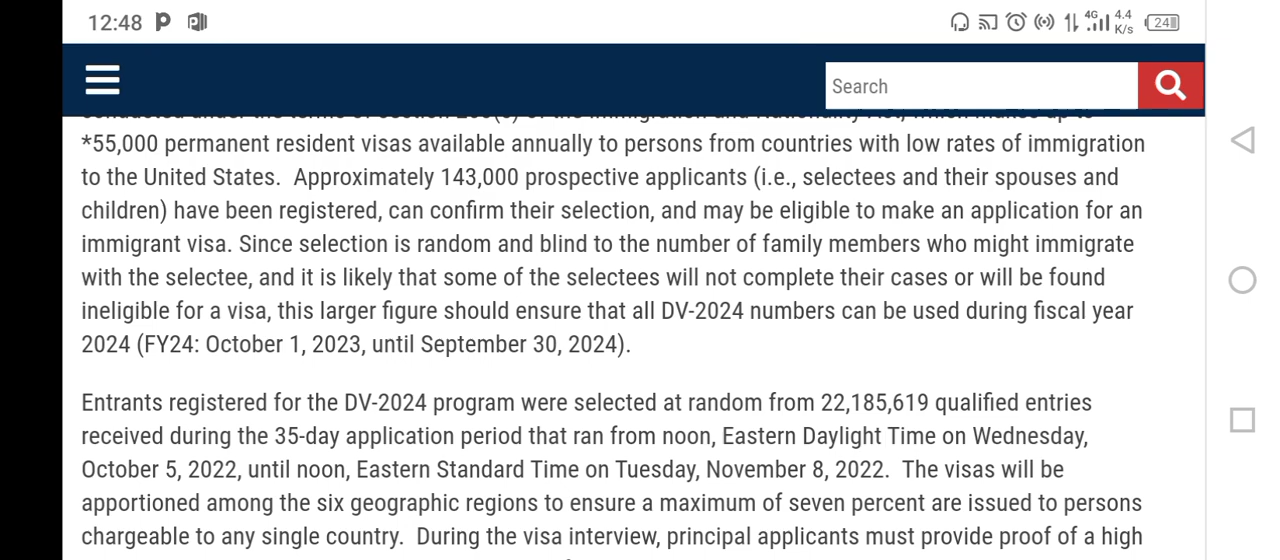 12:48
4G 4.4 K/s 24
Search
*55,000 permanent resident visas available annually to persons from countries with low rates of immigration
to the United States.  Approximately 143,000 prospective applicants (i.e., selectees and their spouses and
children) have been registered, can confirm their selection, and may be eligible to make an application for an
immigrant visa. Since selection is random and blind to the number of family members who might immigrate
with the selectee, and it is likely that some of the selectees will not complete their cases or will be found
ineligible for a visa, this larger figure should ensure that all DV-2024 numbers can be used during fiscal year
2024 (FY24: October 1, 2023, until September 30, 2024).
Entrants registered for the DV-2024 program were selected at random from 22,185,619 qualified entries
received during the 35-day application period that ran from noon, Eastern Daylight Time on Wednesday,
October 5, 2022, until noon, Eastern Standard Time on Tuesday, November 8, 2022.  The visas will be
apportioned among the six geographic regions to ensure a maximum of seven percent are issued to persons
chargeable to any single country.  During the visa interview, principal applicants must provide proof of a high